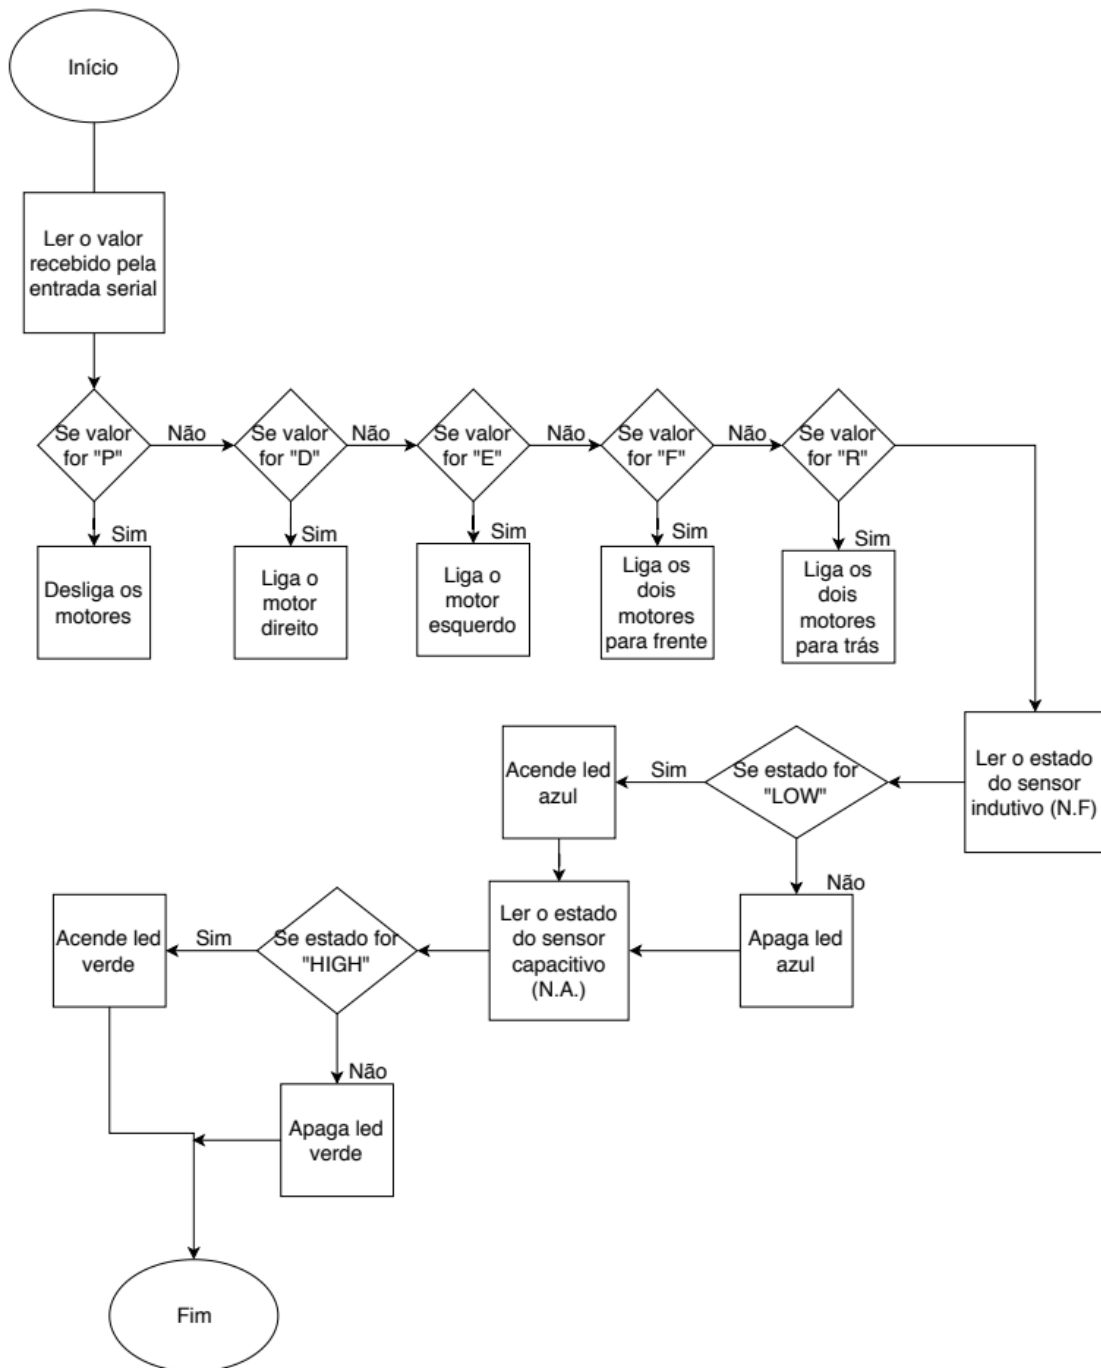 Início
Ler o valor
recebido pela
entrada serial
Se valor
for "P"
Não
Se valor
for "D"
Não
Se valor
for "E"
Não
Se valor
for "F"
Não
Se valor
for "R"
Sim
Desliga os
motores
Sim
Liga o
motor
direito
Sim
Liga o
motor
esquerdo
Sim
Liga os
dois
motores
para frente
Sim
Liga os
dois
motores
para trás
Ler o estado
do sensor
indutivo (N.F)
Se estado for
"LOW"
Sim
Acende led
azul
Não
Apaga led
azul
Ler o estado
do sensor
capacitivo
(N.A.)
Se estado for
"HIGH"
Sim
Acende led
verde
Não
Apaga led
verde
Fim